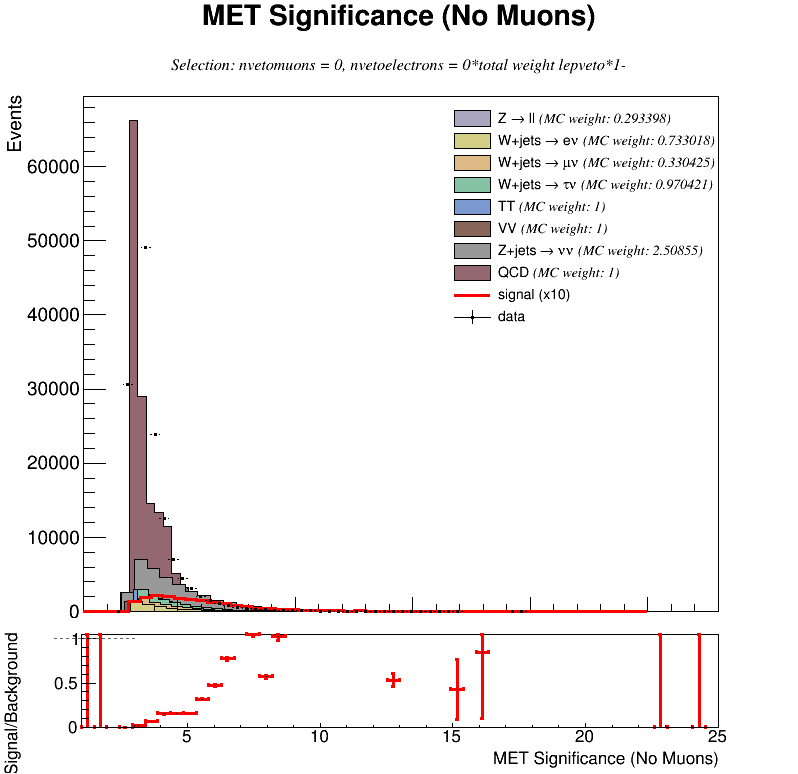 MET Significance (No Muons)
Selection: nvetomuons = 0, nvetoelectrons = 0*total weight lepveto*1-
Events
60000
50000
40000
30000
20000
10000
0
Z → ll (MC weight: 0.293398)
W+jets → eν (MC weight: 0.733018)
W+jets → μν (MC weight: 0.330425)
W+jets → τν (MC weight: 0.970421)
TT (MC weight: 1)
VV (MC weight: 1)
Z+jets → νν (MC weight: 2.50855)
QCD (MC weight: 1)
signal (x10)
data
Signal/Background
1
0.5
0
5 10 15 20 25
MET Significance (No Muons)